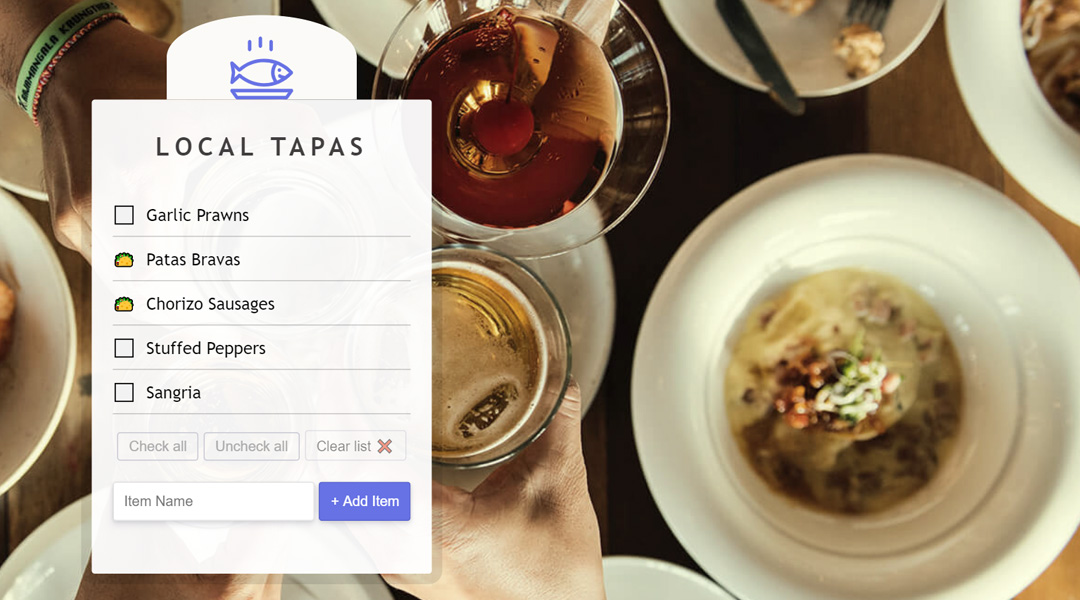 LOCAL TAPAS
Garlic Prawns
Patas Bravas
Chorizo Sausages
Stuffed Peppers
Sangria
Check all Uncheck all Clear list ❌
Item Name + Add Item